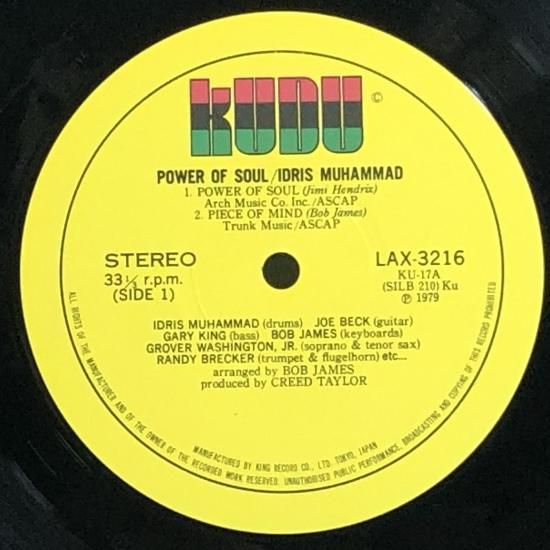 KUDU ©
POWER OF SOUL/IDRIS MUHAMMAD
1. POWER OF SOUL (Jimi Hendrix)
Arch Music Co. Inc./ASCAP
2. PIECE OF MIND (Bob James)
Trunk Music/ASCAP
STEREO
33⅓ r.p.m.
(SIDE 1)
LAX-3216
KU-17A
(SILB 210) Ku
℗ 1979
IDRIS MUHAMMAD (drums) JOE BECK (guitar)
GARY KING (bass) BOB JAMES (keyboards)
GROVER WASHINGTON, JR. (soprano & tenor sax)
RANDY BRECKER (trumpet & flugelhorn) etc...
arranged by BOB JAMES
produced by CREED TAYLOR
ALL RIGHTS OF THE MANUFACTURER AND OF THE OWNER OF THE RECORDED WORK RESERVED. UNAUTHORISED PUBLIC PERFORMANCE, BROADCASTING AND COPYING OF THIS RECORD PROHIBITED
MANUFACTURED BY KING RECORD CO., LTD. TOKYO, JAPAN